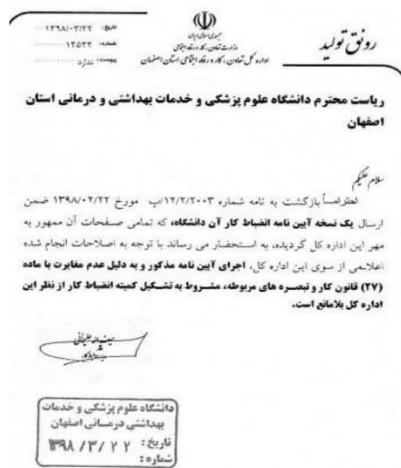 رونق تولید
جمهوری اسلامی ایران
وزارت تعاون، کار و رفاه اجتماعی
اداره کل تعاون، کار و رفاه اجتماعی استان اصفهان
تاریخ: ۱۳۹۸/۰۳/۲۲
شماره: ۱۲۵۳۳
پیوست: ندارد
ریاست محترم دانشگاه علوم پزشکی و خدمات بهداشتی و درمانی استان
اصفهان
سلام علیکم
احتراماً بازگشت به نامه شماره ۱۲/۲/۲۰۰۳/ب مورخ ۱۳۹۸/۰۲/۲۲ ضمن
ارسال یک نسخه آیین نامه انضباط کار آن دانشگاه، که تمامی صفحات آن ممهور به
مهر این اداره کل گردیده، به استحضار می رساند با توجه به اصلاحات انجام شده
اعلامی از سوی این اداره کل، اجرای آیین نامه مذکور و به دلیل عدم مغایرت با ماده
(۲۷) قانون کار و تبصره های مربوطه، مشروط به تشکیل کمیته انضباط کار از نظر این
اداره کل بلامانع است.
دانشگاه علوم پزشکی و خدمات
بهداشتی درمانی اصفهان
تاریخ: ۱۳۹۸/۳/۲۲
شماره: